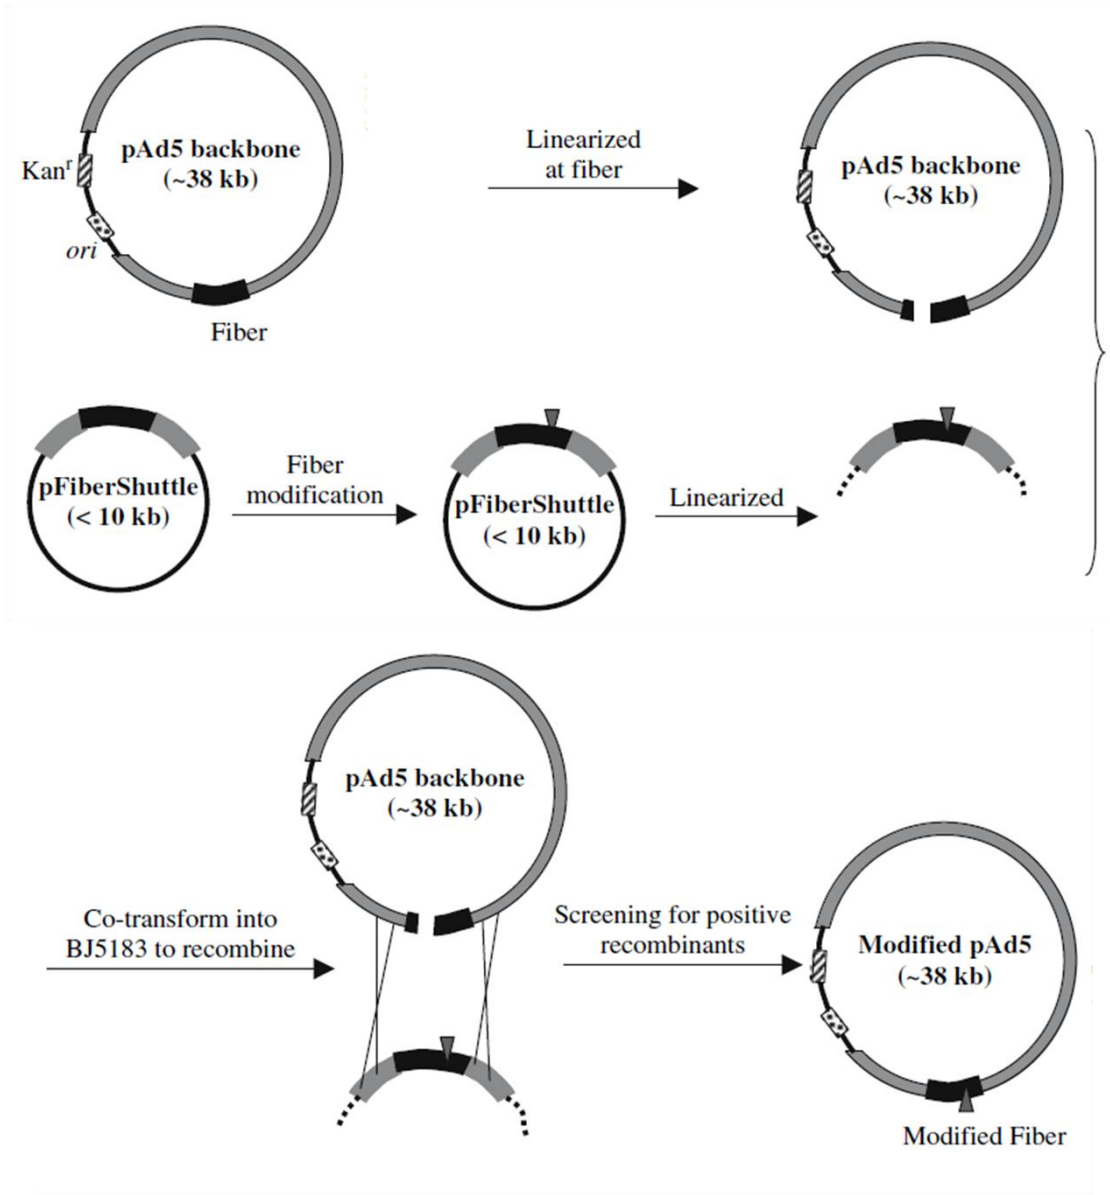 pAd5 backbone
(~38 kb)
Kanʳ
ori
Fiber
Linearized
at fiber
pAd5 backbone
(~38 kb)
pFiberShuttle
(< 10 kb)
Fiber
modification
pFiberShuttle
(< 10 kb)
Linearized
Co-transform into
BJ5183 to recombine
pAd5 backbone
(~38 kb)
Screening for positive
recombinants
Modified pAd5
(~38 kb)
Modified Fiber